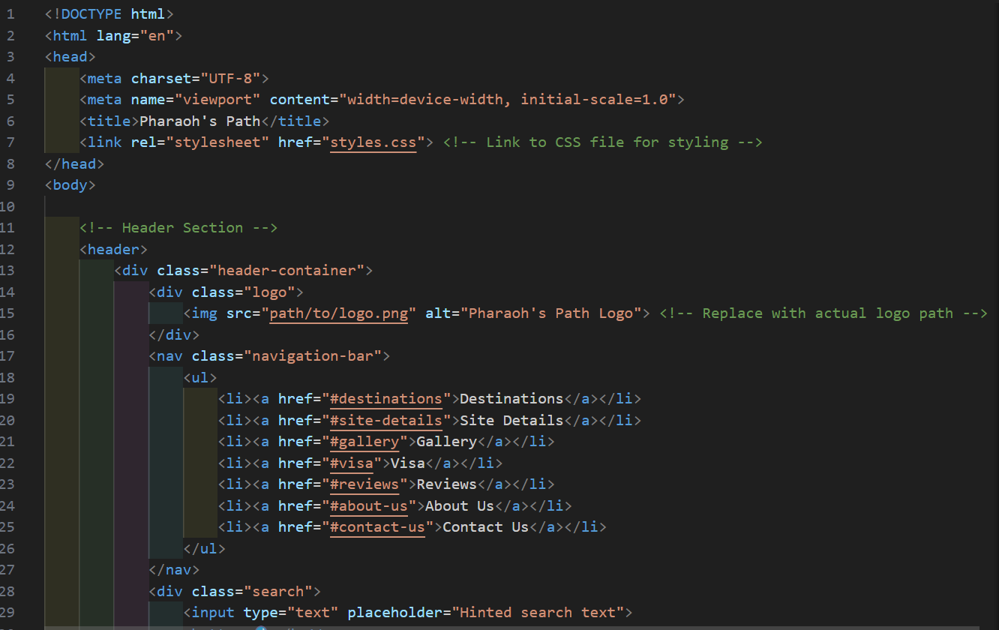 1 <!DOCTYPE html>
2 <html lang="en">
3 <head>
4     <meta charset="UTF-8">
5     <meta name="viewport" content="width=device-width, initial-scale=1.0">
6     <title>Pharaoh's Path</title>
7     <link rel="stylesheet" href="styles.css"> <!-- Link to CSS file for styling -->
8 </head>
9 <body>
10
11     <!-- Header Section -->
12     <header>
13         <div class="header-container">
14             <div class="logo">
15                 <img src="path/to/logo.png" alt="Pharaoh's Path Logo"> <!-- Replace with actual logo path -->
16             </div>
17             <nav class="navigation-bar">
18                 <ul>
19                     <li><a href="#destinations">Destinations</a></li>
20                     <li><a href="#site-details">Site Details</a></li>
21                     <li><a href="#gallery">Gallery</a></li>
22                     <li><a href="#visa">Visa</a></li>
23                     <li><a href="#reviews">Reviews</a></li>
24                     <li><a href="#about-us">About Us</a></li>
25                     <li><a href="#contact-us">Contact Us</a></li>
26                 </ul>
27             </nav>
28             <div class="search">
29                 <input type="text" placeholder="Hinted search text">